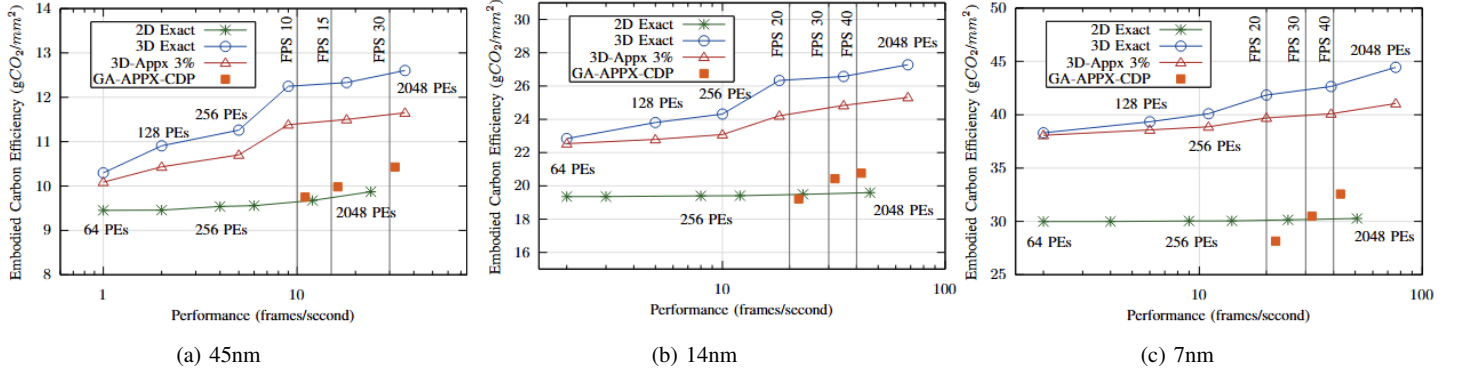 Embodied Carbon Efficiency (gCO2/mm²)
14
13
12
11
10
9
8
2D Exact
3D Exact
3D-Appx 3%
GA-APPX-CDP
FPS 10
FPS 15
FPS 30
2048 PEs
256 PEs
128 PEs
64 PEs
256 PEs
2048 PEs
1
10
Performance (frames/second)
(a) 45nm
Embodied Carbon Efficiency (gCO2/mm²)
30
28
26
24
22
20
18
16
2D Exact
3D Exact
3D-Appx 3%
GA-APPX-CDP
FPS 20
FPS 30
FPS 40
2048 PEs
256 PEs
128 PEs
64 PEs
256 PEs
2048 PEs
10
100
Performance (frames/second)
(b) 14nm
Embodied Carbon Efficiency (gCO2/mm²)
50
45
40
35
30
25
2D Exact
3D Exact
3D-Appx 3%
GA-APPX-CDP
FPS 20
FPS 30
FPS 40
2048 PEs
128 PEs
256 PEs
64 PEs
256 PEs
2048 PEs
10
100
Performance (frames/second)
(c) 7nm